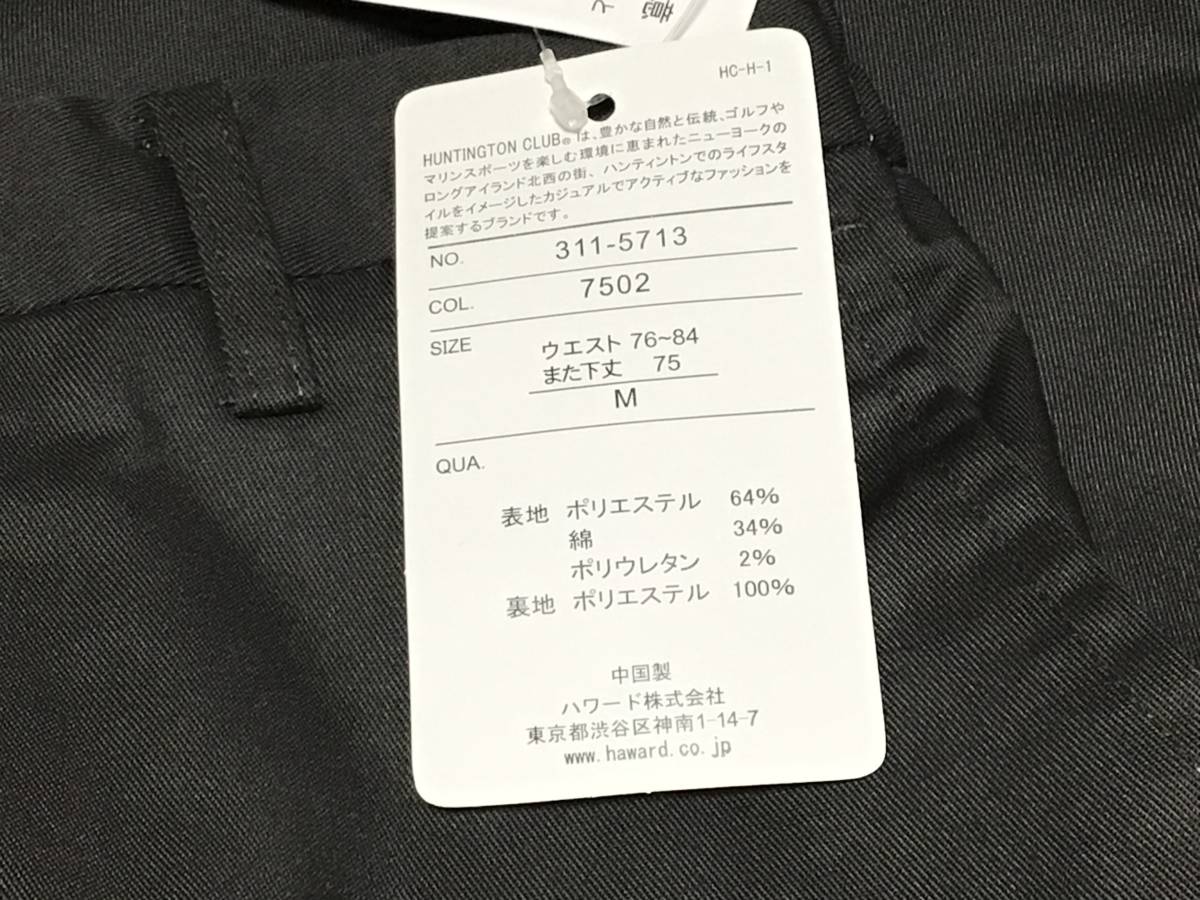 HC-H-1
HUNTINGTON CLUB®は、豊かな自然と伝統、ゴルフや
マリンスポーツを楽しむ環境に恵まれたニューヨークの
ロングアイランド北西の街、ハンティントンでのライフスタ
イルをイメージしたカジュアルでアクティブなファッションを
提案するブランドです。
NO. 311-5713
COL. 7502
SIZE ウエスト 76~84
また下丈 75
M
QUA.
表地 ポリエステル 64%
綿 34%
ポリウレタン 2%
裏地 ポリエステル 100%
中国製
ハワード株式会社
東京都渋谷区神南1-14-7
www.haward.co.jp